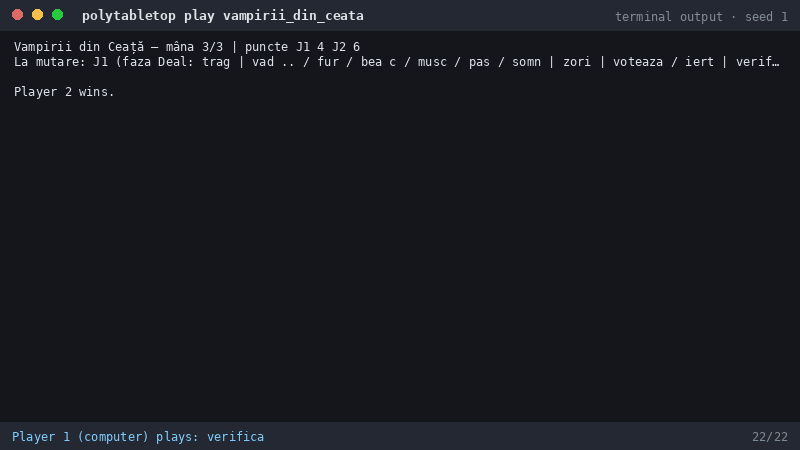 polytabletop play vampirii_din_ceata
terminal output · seed 1
Vampirii din Ceață — mâna 3/3 | puncte J1 4 J2 6
La mutare: J1 (faza Deal: trag | vad .. / fur / bea c / musc / pas / somn | zori | voteaza / iert | verif…
Player 2 wins.
Player 1 (computer) plays: verifica
22/22